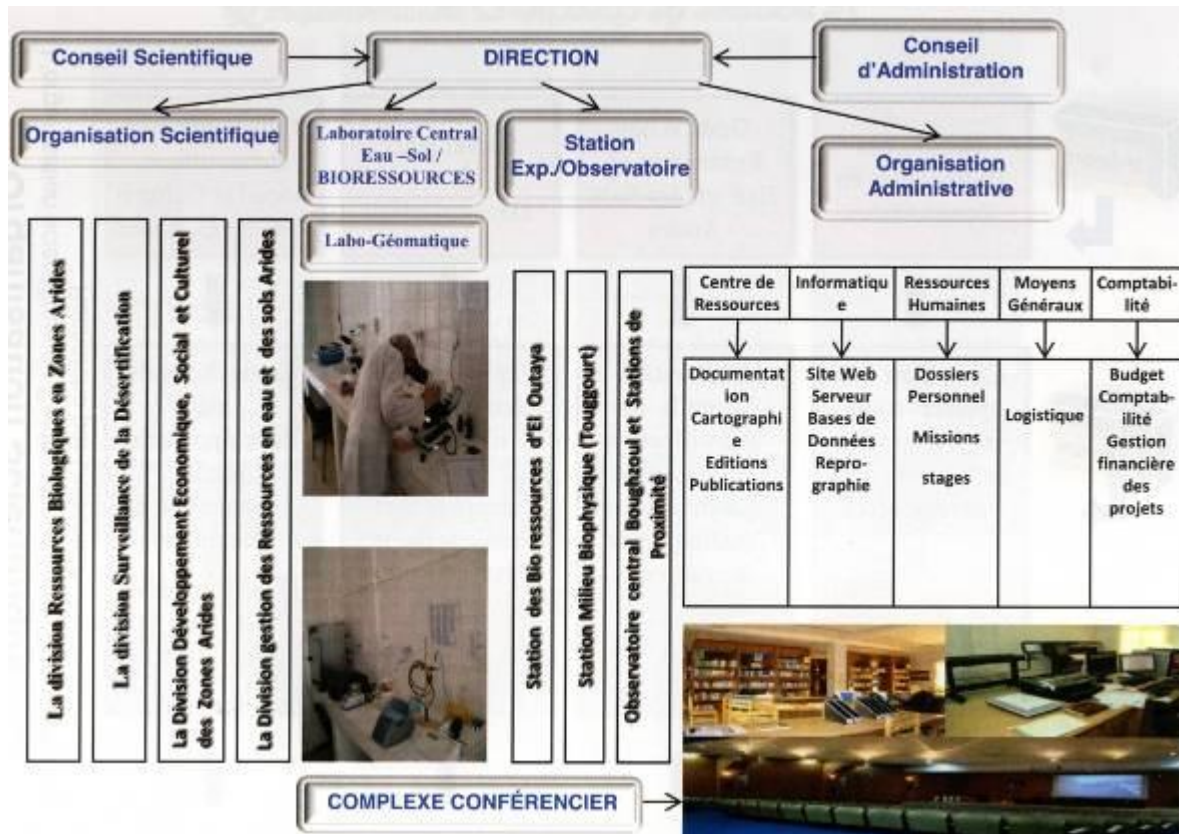 Conseil Scientifique
DIRECTION
Conseil
d'Administration
Organisation Scientifique
Laboratoire Central
Eau –Sol /
BIORESSOURCES
Station
Exp./Observatoire
Organisation
Administrative
Labo-Géomatique
La division Ressources Biologiques en Zones Arides
La division Surveillance de la Désertification
La Division Développement Economique, Social et Culturel
des Zones Arides
La Division gestion des Ressources en eau et des sols Arides
Station des Bio ressources d'El Outaya
Station Milieu Biophysique (Touggourt)
Observatoire central Boughzoul et Stations de
Proximité
Centre de
Ressources
Informatiqu
e
Ressources
Humaines
Moyens
Généraux
Comptabi-
lité
Documentat
ion
Cartographi
e
Editions
Publications
Site Web
Serveur
Bases de
Données
Repro-
graphie
Dossiers
Personnel
Missions
stages
Logistique
Budget
Comptab-
ilité
Gestion
financière
des
projets
COMPLEXE CONFÉRENCIER